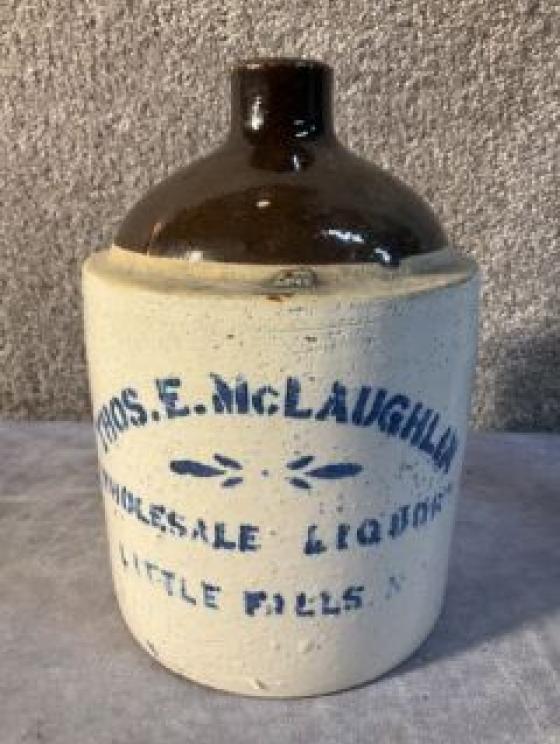 THOS. E. McLAUGHLIN
WHOLESALE LIQUORS
LITTLE FALLS N